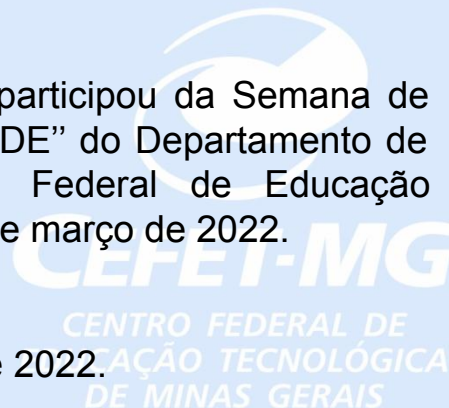 participou da Semana de
DE’’ do Departamento de
Federal de Educação
e março de 2022.
CEFET-MG
CENTRO FEDERAL DE
EDUCAÇÃO TECNOLÓGICA
e 2022.
DE MINAS GERAIS